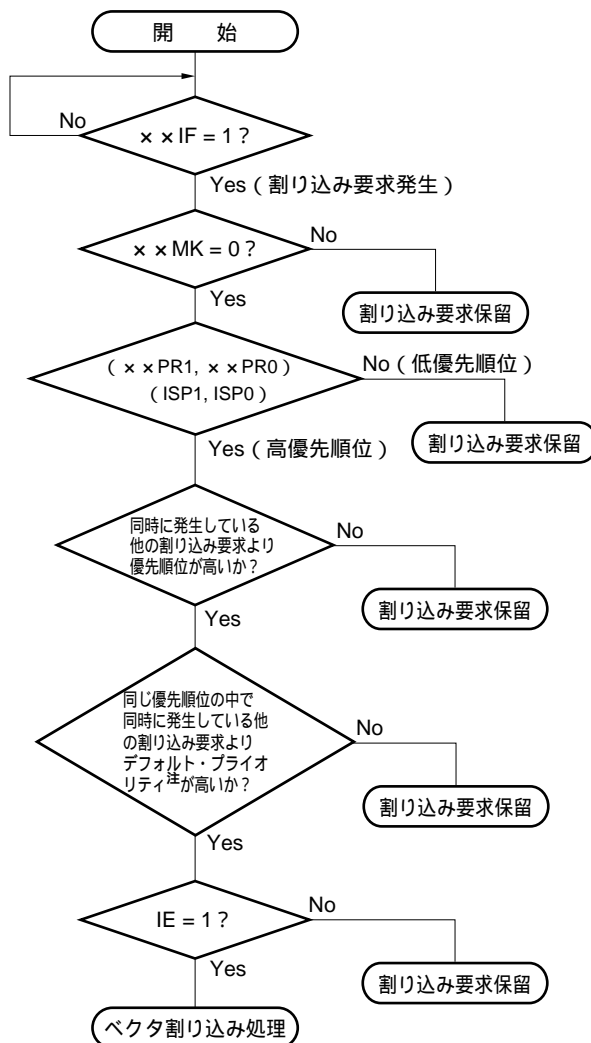 開 始
No
××IF = 1？
Yes（割り込み要求発生）
××MK = 0？
No
Yes
割り込み要求保留
（××PR1, ××PR0）
（ISP1, ISP0）
No（低優先順位）
Yes（高優先順位）
割り込み要求保留
同時に発生している
他の割り込み要求より
優先順位が高いか？
No
Yes
割り込み要求保留
同じ優先順位の中で
同時に発生している他
の割り込み要求より
デフォルト・プライオ
リティ注が高いか？
No
Yes
割り込み要求保留
IE = 1？
No
Yes
割り込み要求保留
ベクタ割り込み処理